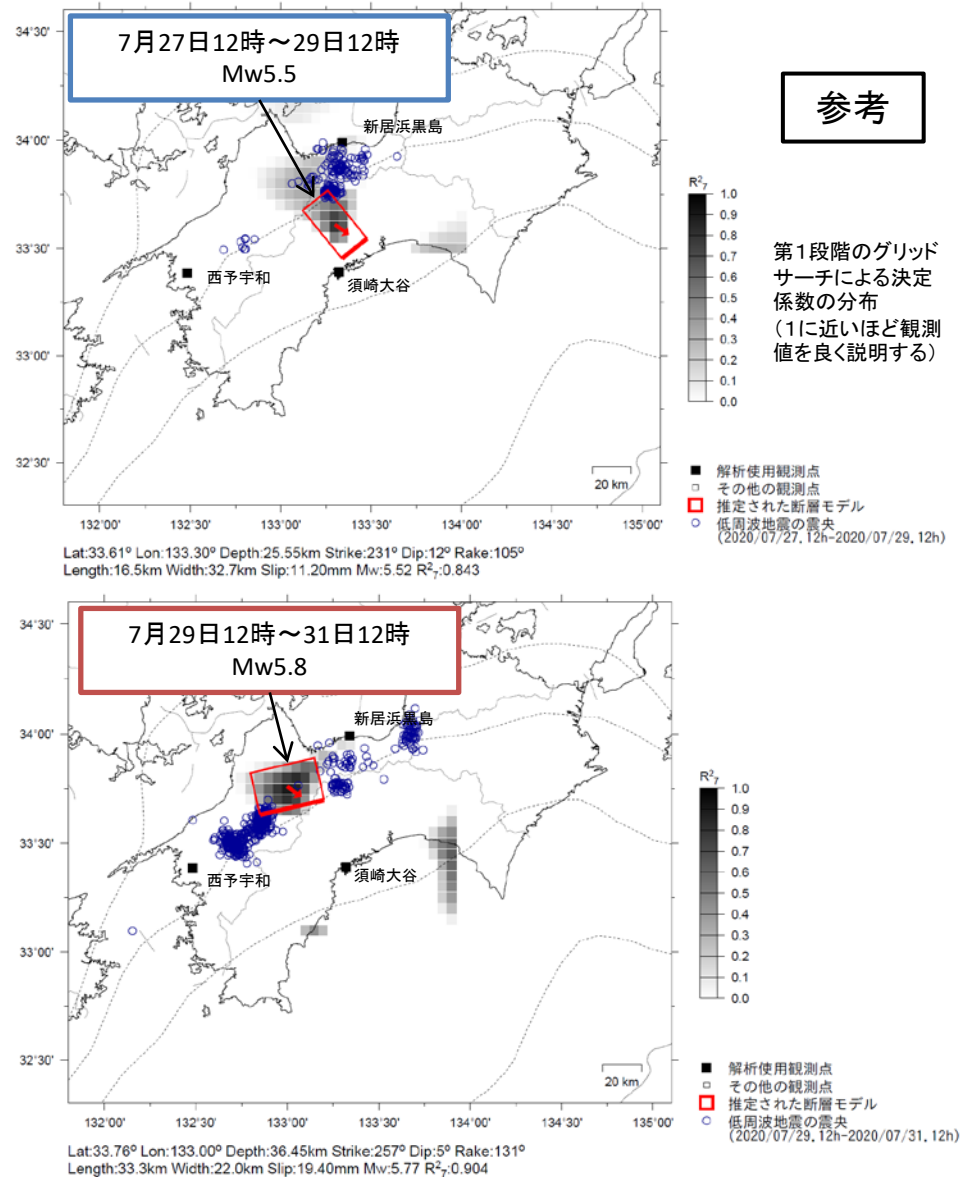 7月27日12時～29日12時
Mw5.5
参考
新居浜黒島
西予宇和
須崎大谷
34°30'
34°00'
33°30'
33°00'
32°30'
132°00'
132°30'
133°00'
133°30'
134°00'
134°30'
135°00'
20 km
R²₇
1.0
0.9
0.8
0.7
0.6
0.5
0.4
0.3
0.2
0.1
0.0
第1段階のグリッド
サーチによる決定
係数の分布
(1に近いほど観測
値を良く説明する)
解析使用観測点
その他の観測点
推定された断層モデル
低周波地震の震央
(2020/07/27.12h-2020/07/29.12h)
Lat:33.61° Lon:133.30° Depth:25.55km Strike:231° Dip:12° Rake:105°
Length:16.5km Width:32.7km Slip:11.20mm Mw:5.52 R²₇:0.843
7月29日12時～31日12時
Mw5.8
新居浜黒島
西予宇和
須崎大谷
34°30'
34°00'
33°30'
33°00'
32°30'
132°00'
132°30'
133°00'
133°30'
134°00'
134°30'
135°00'
20 km
R²₇
1.0
0.9
0.8
0.7
0.6
0.5
0.4
0.3
0.2
0.1
0.0
解析使用観測点
その他の観測点
推定された断層モデル
低周波地震の震央
(2020/07/29.12h-2020/07/31.12h)
Lat:33.76° Lon:133.00° Depth:36.45km Strike:257° Dip:5° Rake:131°
Length:33.3km Width:22.0km Slip:19.40mm Mw:5.77 R²₇:0.904